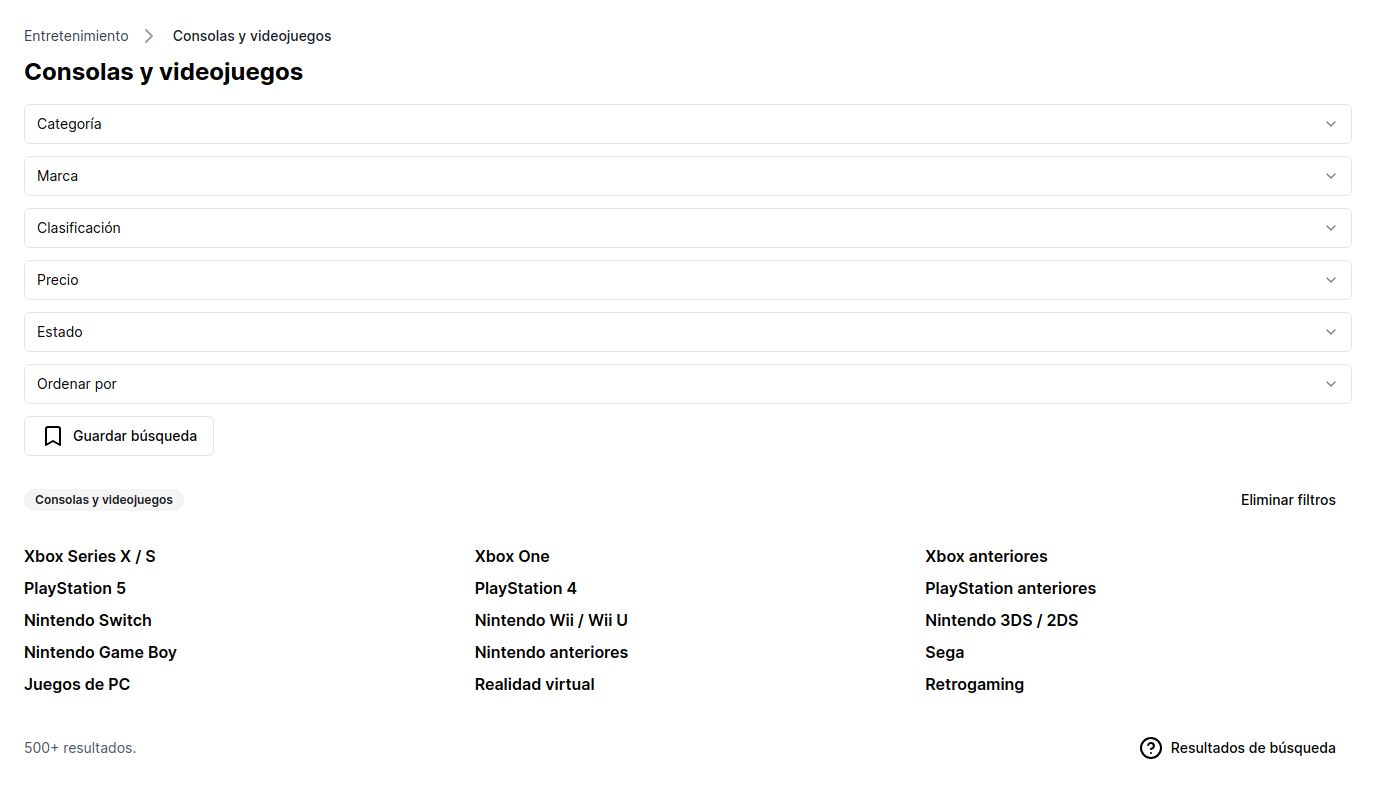 Entretenimiento > Consolas y videojuegos
Consolas y videojuegos
Categoría
Marca
Clasificación
Precio
Estado
Ordenar por
Guardar búsqueda
Consolas y videojuegos Eliminar filtros
Xbox Series X / S Xbox One Xbox anteriores
PlayStation 5 PlayStation 4 PlayStation anteriores
Nintendo Switch Nintendo Wii / Wii U Nintendo 3DS / 2DS
Nintendo Game Boy Nintendo anteriores Sega
Juegos de PC Realidad virtual Retrogaming
500+ resultados. Resultados de búsqueda